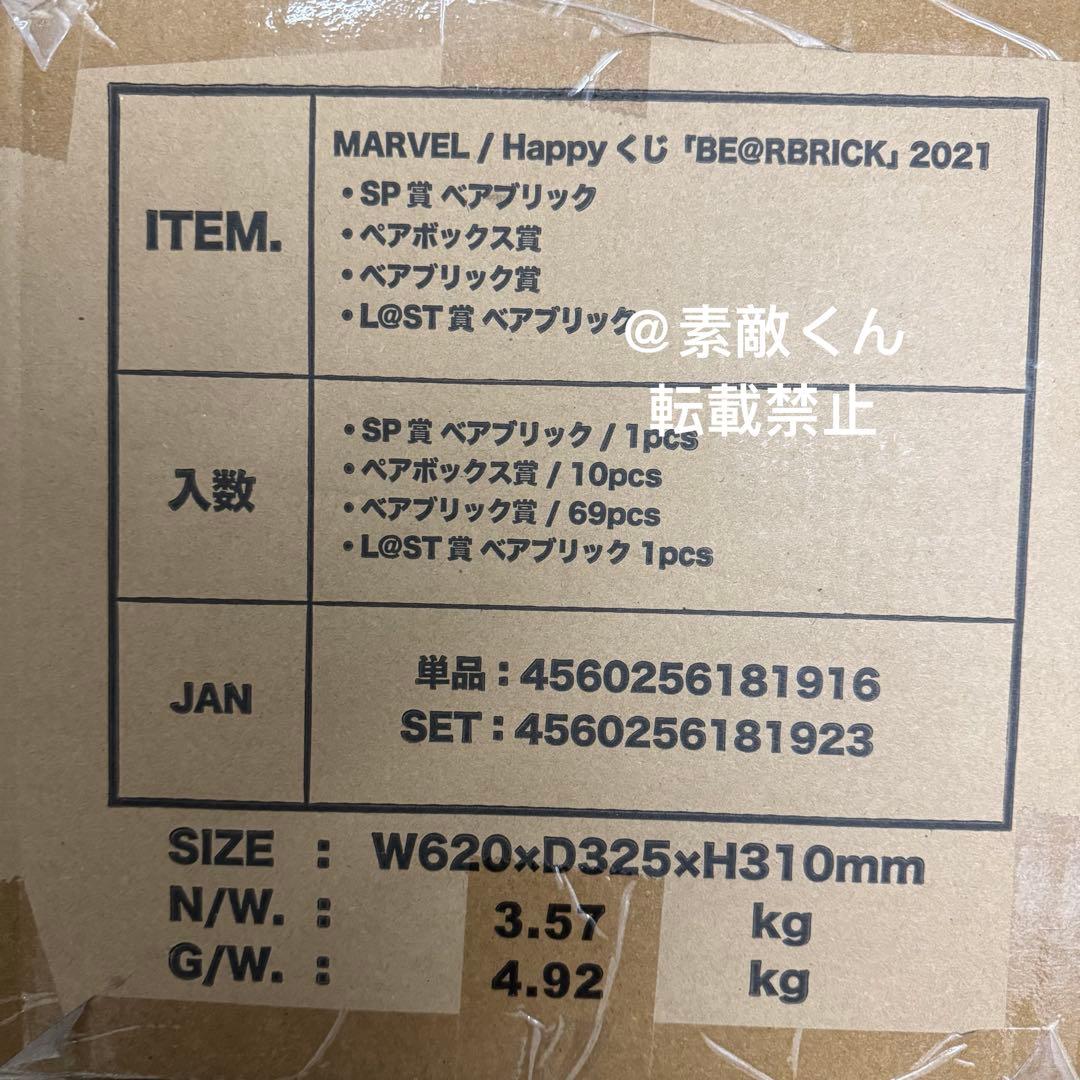 ITEM.
MARVEL / Happyくじ「BE@RBRICK」2021
・SP賞 ベアブリック
・ペアボックス賞
・ベアブリック賞
・L@ST賞 ベアブリック
@素敵くん
転載禁止
入数
・SP賞 ベアブリック / 1pcs
・ペアボックス賞 / 10pcs
・ベアブリック賞 / 69pcs
・L@ST賞 ベアブリック 1pcs
JAN
単品：4560256181916
SET：4560256181923
SIZE : W620×D325×H310mm
N/W. : 3.57 kg
G/W. : 4.92 kg